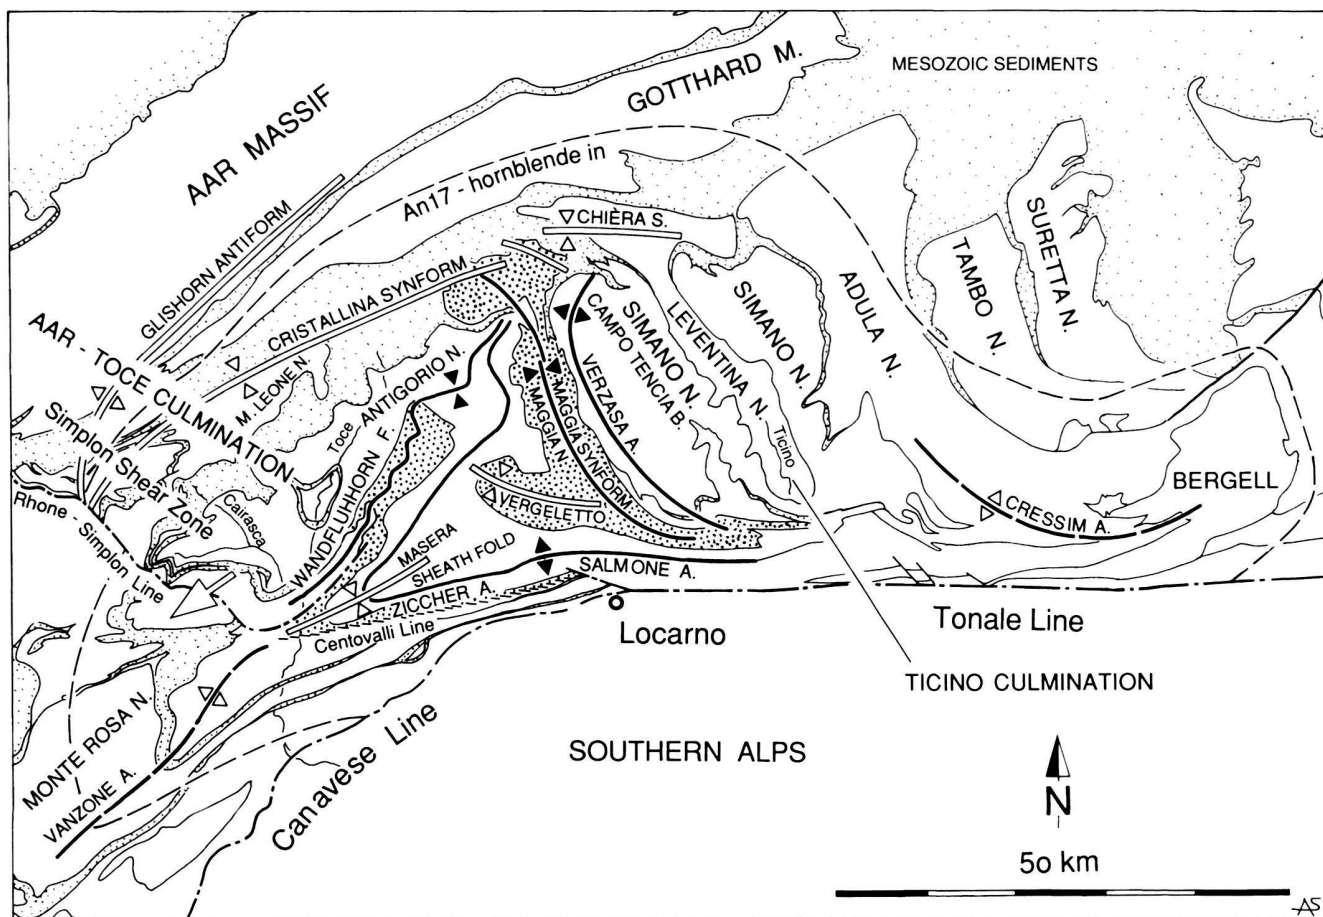 MESOZOIC SEDIMENTS
GOTTHARD M.
AAR MASSIF
An17 - hornblende in
GLISHORN ANTIFORM
CHIÈRA S.
SURETTA N.
TAMBO N.
ADULA N.
SIMANO N.
LEVENTINA N.
SIMANO N.
CAMPO TENCIA B.
VERZASA A.
CRISTALLINA SYNFORM
AAR - TOCE CULMINATION
M. LEONE N.
ANTIGORIO N.
Toce
MAGGIA N.
MAGGIA SYNFORM
Ticino
Simplon Shear Zone
Rhone - Simplon Line
Cairasca
WANDFLUHHORN F.
VERGELETTO
MASERA
SHEATH FOLD
BERGELL
CRESSIM A.
SALMONE A.
ZICCHER A.
Centovalli Line
Locarno
Tonale Line
TICINO CULMINATION
MONTE ROSA N.
VANZONE A.
Canavese Line
SOUTHERN ALPS
N
5o km
AS